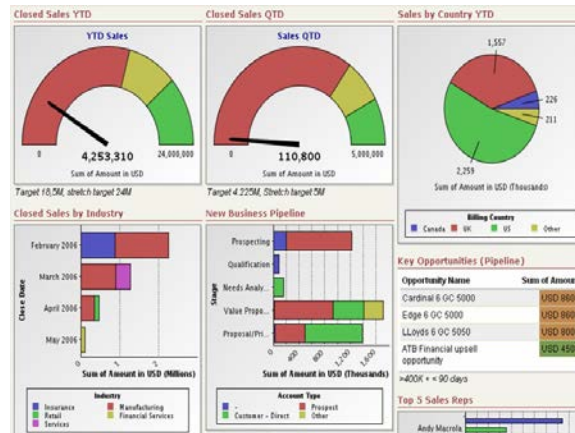 Closed Sales YTD
YTD Sales
0
24,000,000
4,253,310
Sum of Amount in USD
Target 18,5M, stretch target 24M
Closed Sales QTD
Sales QTD
0
5,000,000
110,800
Sum of Amount in USD
Target 4.225M, Stretch target 5M
Sales by Country YTD
1,557
226
211
2,259
Sum of Amount in USD (Thousands)
Billing Country
Canada UK US Other
Closed Sales by Industry
Close Date
February 2006
March 2006
April 2006
May 2006
0 1 2
Sum of Amount in USD (Millions)
Industry
Insurance Manufacturing
Retail Financial Services
Services
New Business Pipeline
Stage
Prospecting
Qualification
Needs Analy...
Value Propo...
Proposal/Pri...
0 400 800 1,200 1,600
Sum of Amount in USD (Thousands)
Account Type
- Prospect
Customer - Direct Other
Key Opportunities (Pipeline)
Opportunity Name Sum of Amoun
Cardinal 6 GC 5000 USD 860
Edge 6 GC 5000 USD 860
LLoyds 6 GC 5050 USD 800
ATB Financial upsell USD 450
opportunity
>400K + < 90 days
Top 5 Sales Reps
Andy Macrola